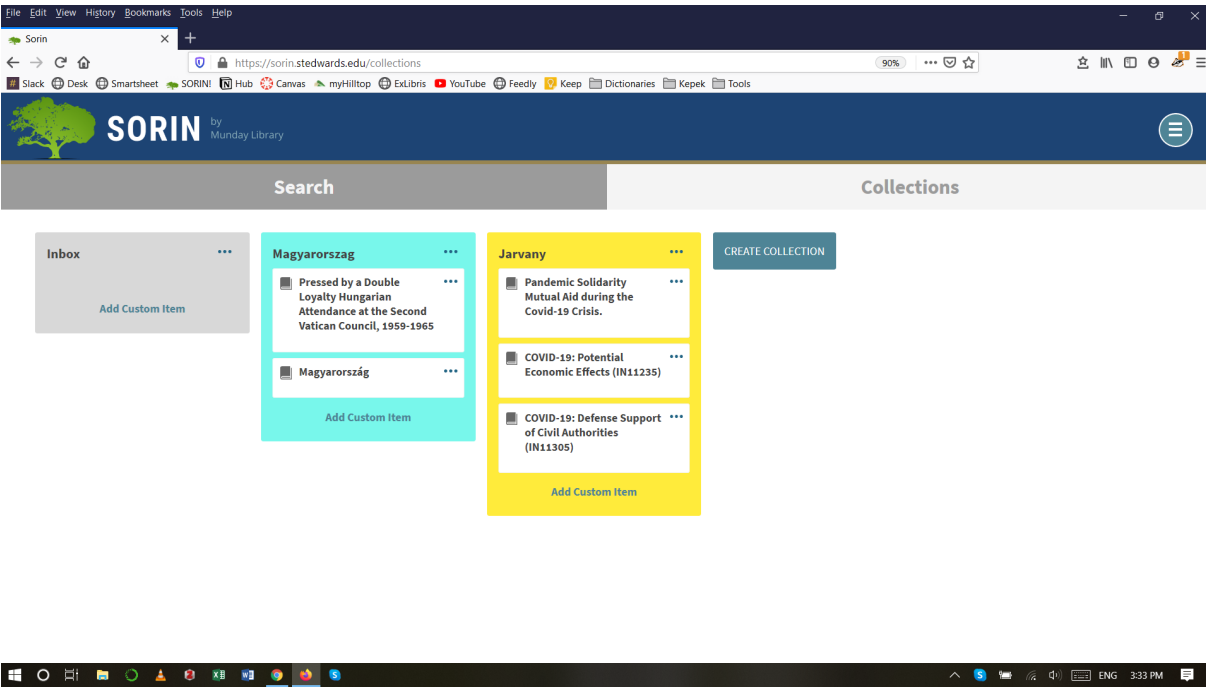 File Edit View History Bookmarks Tools Help
Sorin
https://sorin.stedwards.edu/collections
90%
Slack Desk Smartsheet SORIN! Hub Canvas myHilltop ExLibris YouTube Feedly Keep Dictionaries Kepek Tools
SORIN by
Munday Library
Search Collections
Inbox
Add Custom Item
Magyarorszag
Pressed by a Double
Loyalty Hungarian
Attendance at the Second
Vatican Council, 1959-1965
Magyarország
Add Custom Item
Jarvany
Pandemic Solidarity
Mutual Aid during the
Covid-19 Crisis.
COVID-19: Potential
Economic Effects (IN11235)
COVID-19: Defense Support
of Civil Authorities
(IN11305)
Add Custom Item
CREATE COLLECTION
ENG 3:33 PM